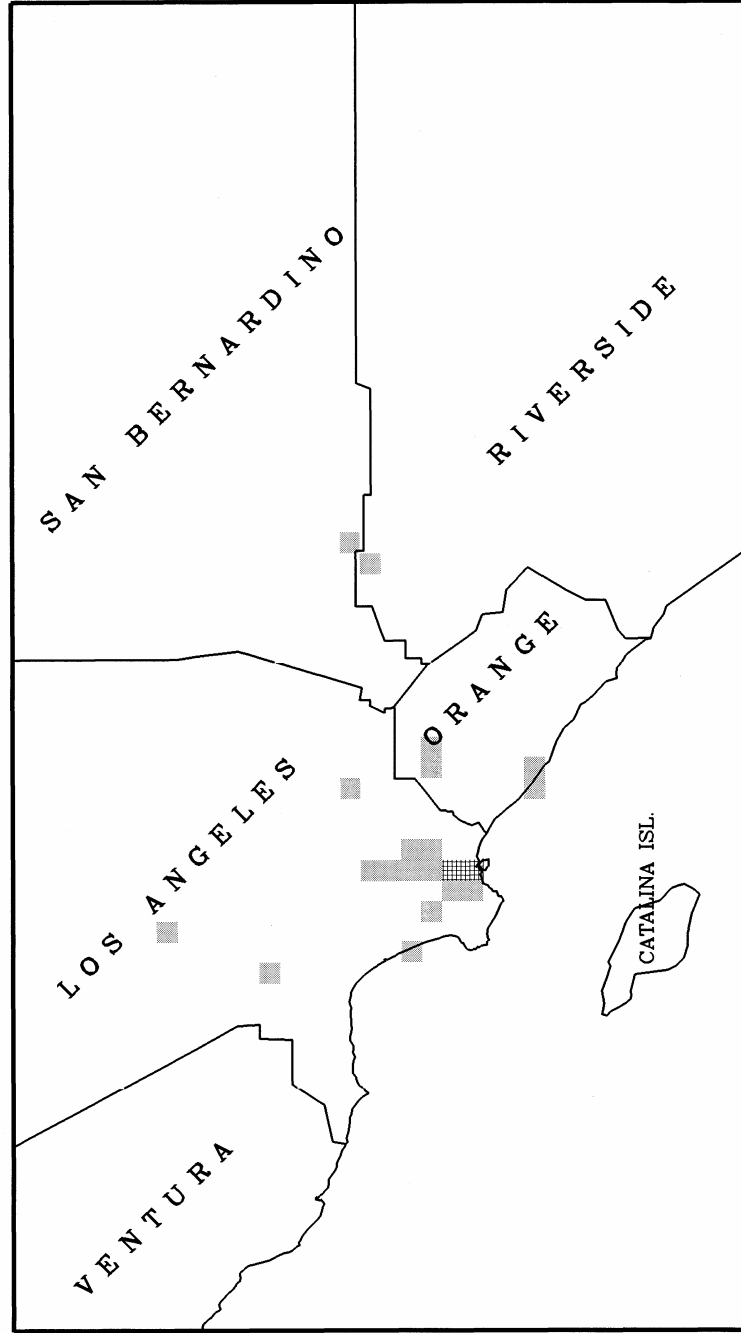 SAN BERNARDINO
LOS ANGELES
VENTURA
RIVERSIDE
ORANGE
CATALINA ISL.